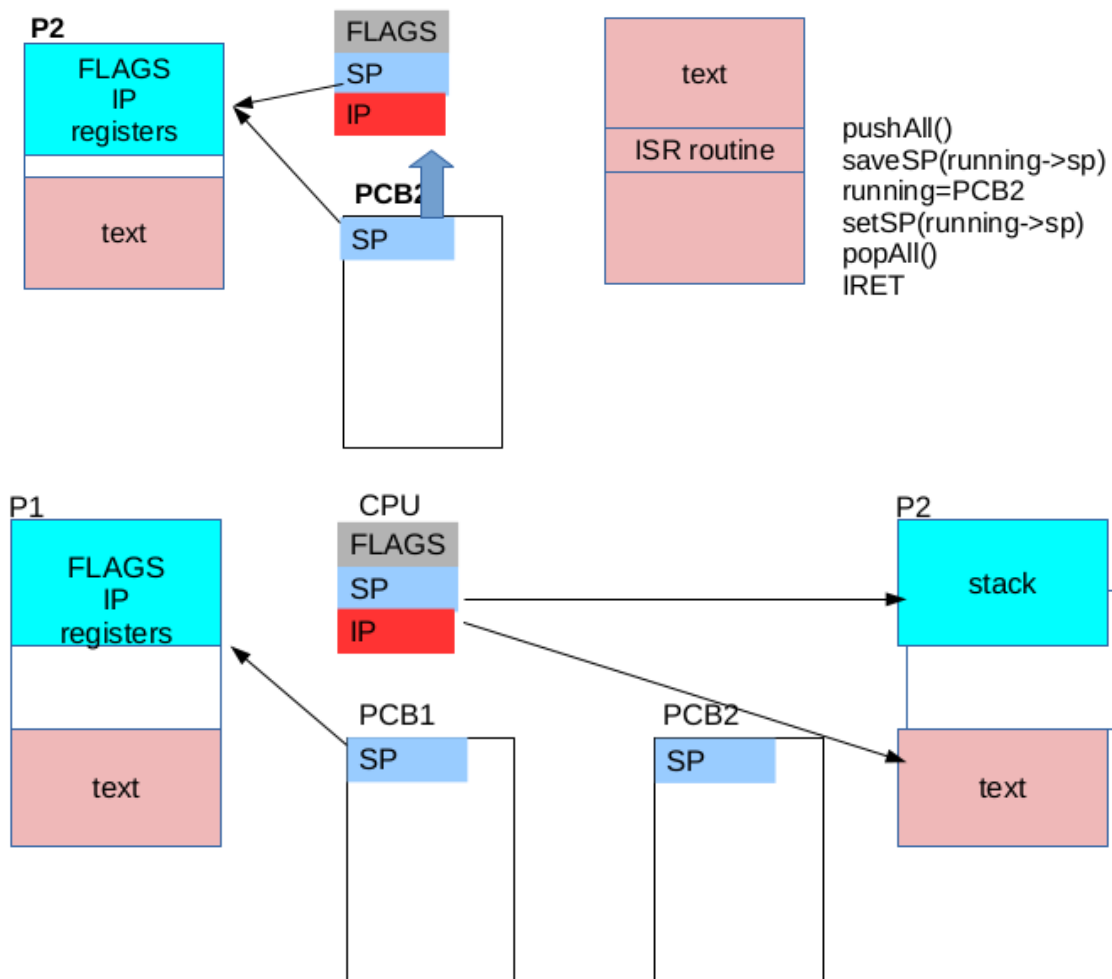 P2
FLAGS
IP
registers
text
FLAGS
SP
IP
PCB2
SP
text
ISR routine
pushAll()
saveSP(running->sp)
running=PCB2
setSP(running->sp)
popAll()
IRET
P1
FLAGS
IP
registers
text
CPU
FLAGS
SP
IP
PCB1
SP
PCB2
SP
P2
stack
text